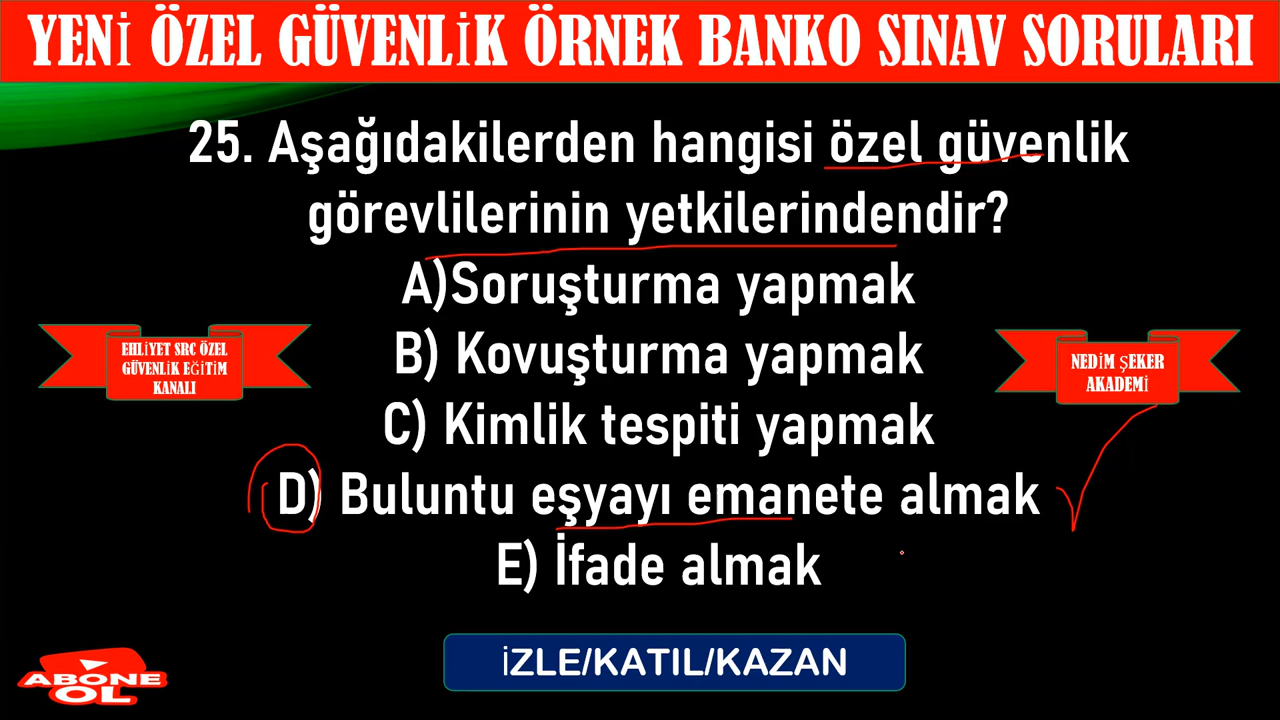 YENİ ÖZEL GÜVENLİK ÖRNEK BANKO SINAV SORULARI
25. Aşağıdakilerden hangisi özel güvenlik
görevlilerinin yetkilerindendir?
A)Soruşturma yapmak
B) Kovuşturma yapmak
C) Kimlik tespiti yapmak
D) Buluntu eşyayı emanete almak
E) İfade almak
EHLİYET SRC ÖZEL
GÜVENLİK EĞİTİM
KANALI
NEDİM ŞEKER
AKADEMİ
ABONE
OL
İZLE/KATIL/KAZAN